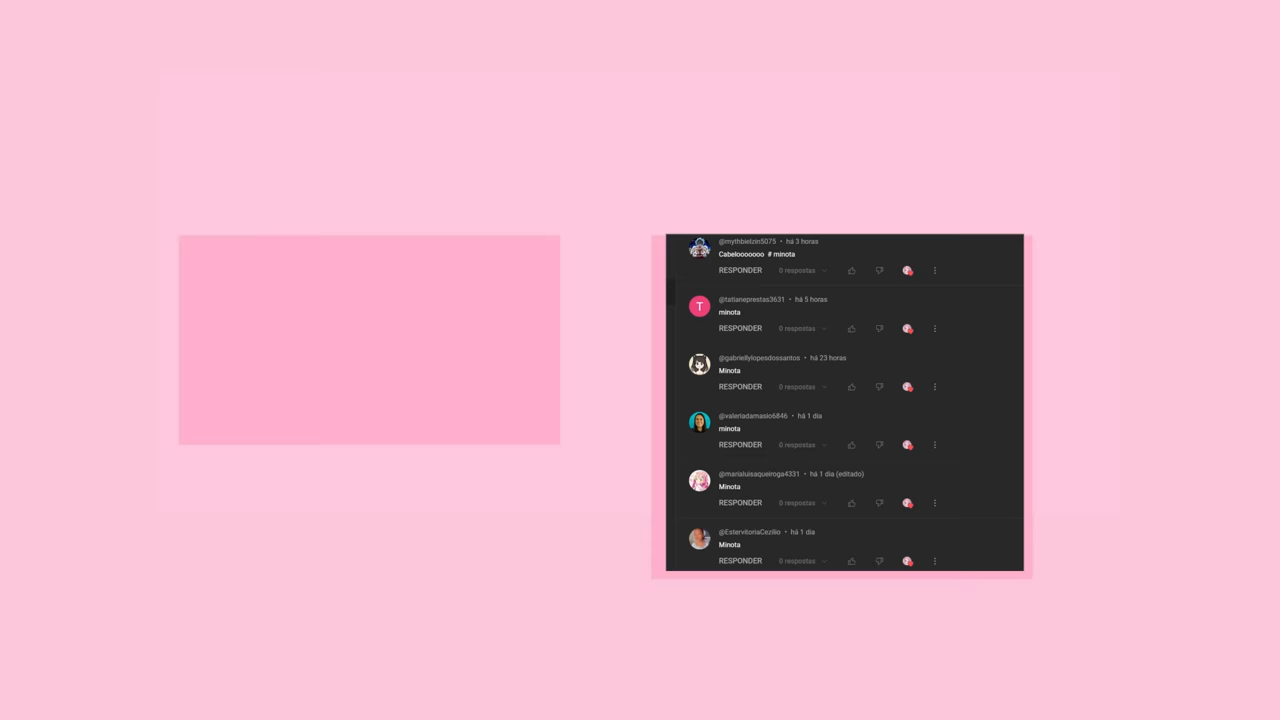 @mythbielzin5075 • há 3 horas
Cabelooooooo # minota
RESPONDER 0 respostas
T
@tatianeprestas3631 • há 5 horas
minota
RESPONDER 0 respostas
@gabriellylopesdossantos • há 23 horas
Minota
RESPONDER 0 respostas
@valeriadamasio6846 • há 1 dia
minota
RESPONDER 0 respostas
@marialuisaqueiroga4331 • há 1 dia (editado)
Minota
RESPONDER 0 respostas
@EstervitoriaCezilio • há 1 dia
Minota
RESPONDER 0 respostas